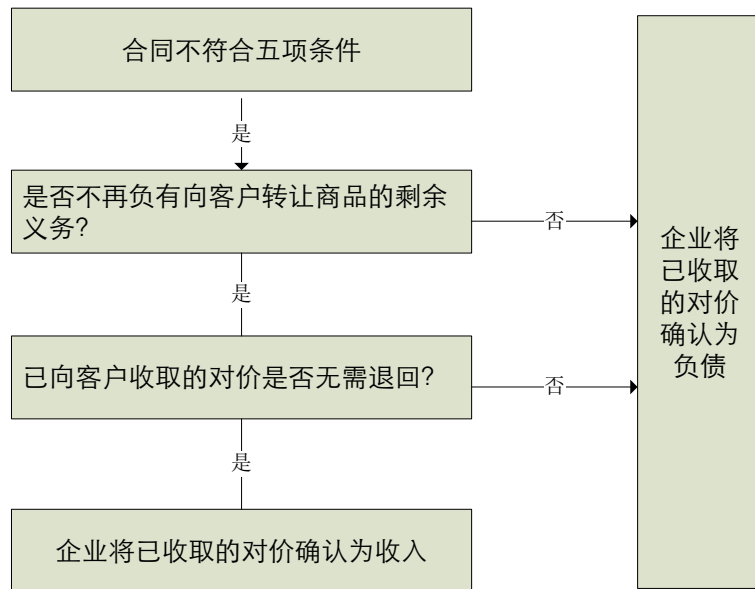 合同不符合五项条件
是
是否不再负有向客户转让商品的剩余
义务?
否
是
已向客户收取的对价是否无需退回?
否
是
企业将已收取的对价确认为收入
企业将
已收取
的对价
确认为
负债